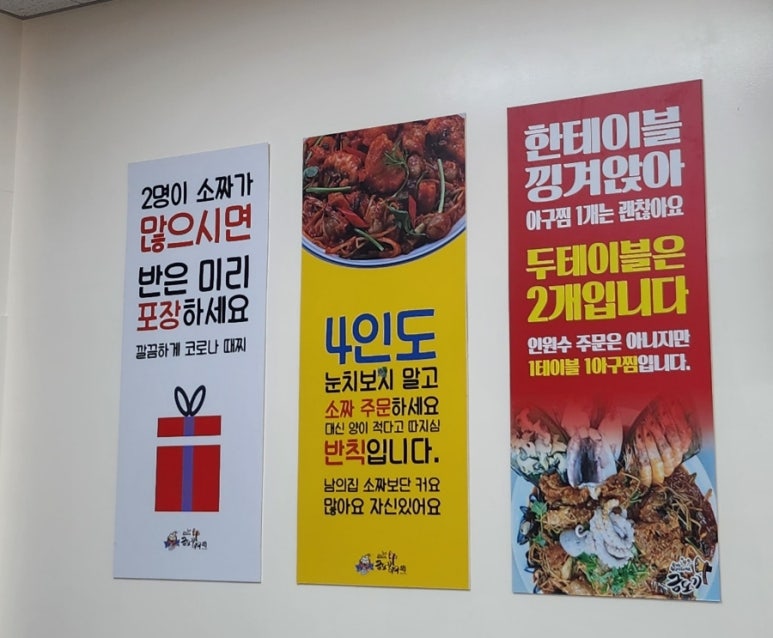 2명이 소짜가
많으시면
반은 미리
포장하세요
깔끔하게 코로나 때찌
4인도
눈치보지 말고
소짜 주문하세요
대신 양이 적다고 따지심
반칙입니다.
남의집 소짜보단 커요
많아요 자신있어요
한테이블
낑겨앉아
아구찜 1개는 괜찮아요
두테이블은
2개입니다
인원수 주문은 아니지만
1테이블 1아구찜입니다.